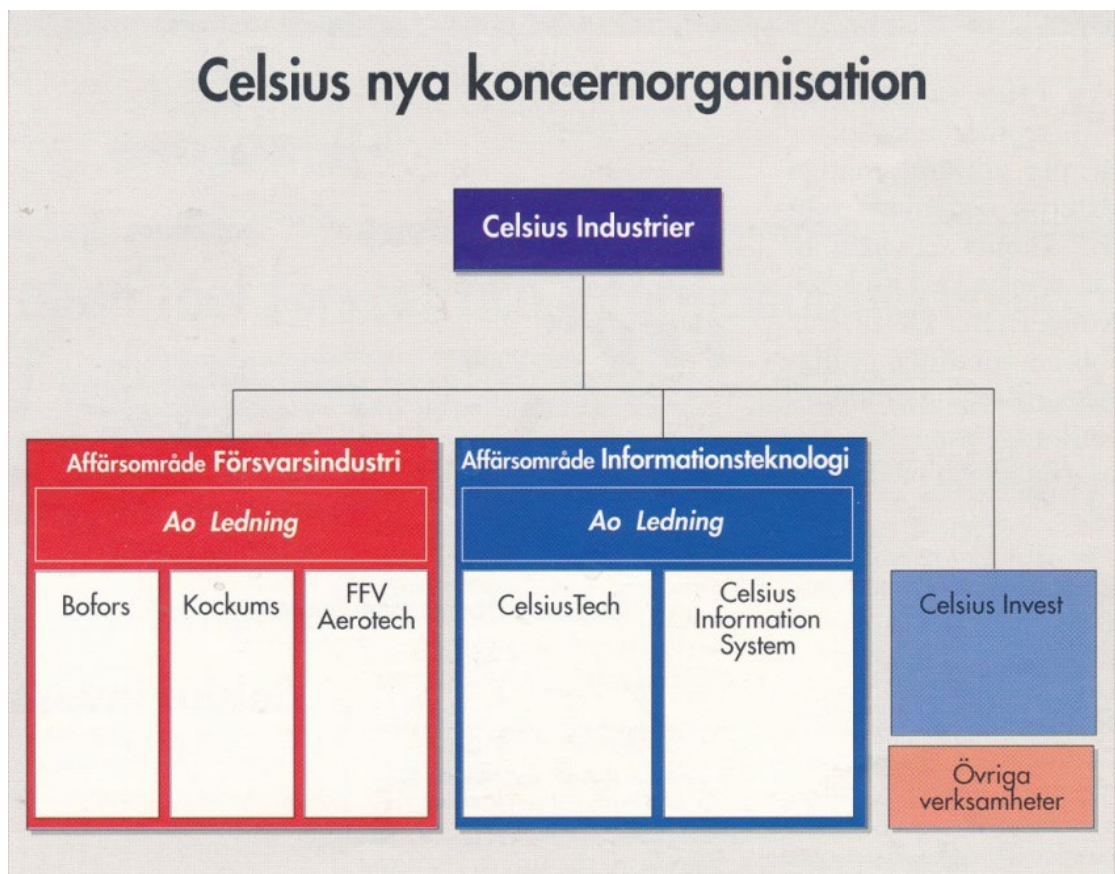 Celsius nya koncernorganisation
Celsius Industrier
Affärsområde Försvarsindustri
Ao Ledning
Bofors
Kockums
FFV
Aerotech
Affärsområde Informationsteknologi
Ao Ledning
CelsiusTech
Celsius
Information
System
Celsius Invest
Övriga
verksamheter